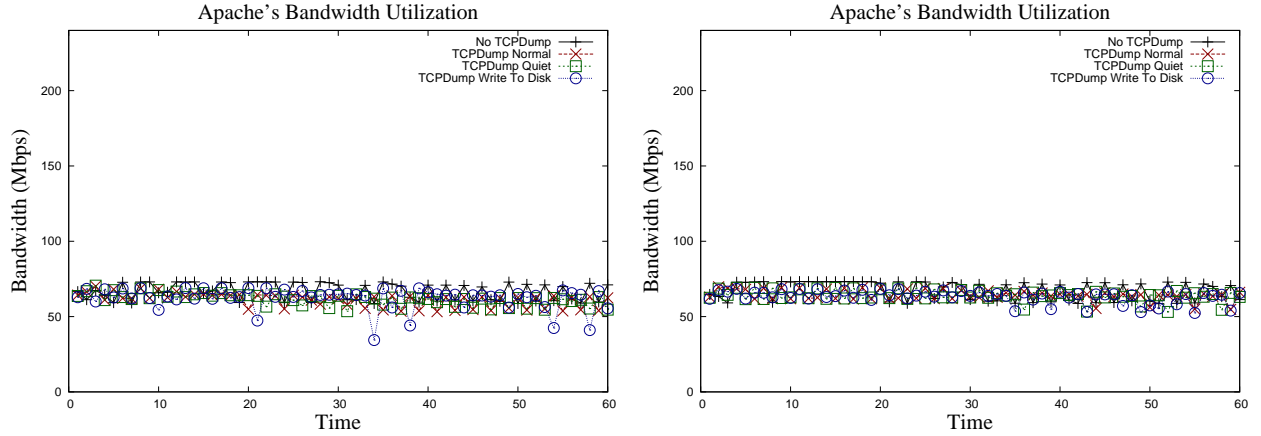 Apache's Bandwidth Utilization
No TCPDump
TCPDump Normal
TCPDump Quiet
TCPDump Write To Disk
200
150
100
50
0
Bandwidth (Mbps)
0 10 20 30 40 50 60
Time
Apache's Bandwidth Utilization
No TCPDump
TCPDump Normal
TCPDump Quiet
TCPDump Write To Disk
200
150
100
50
0
Bandwidth (Mbps)
0 10 20 30 40 50 60
Time